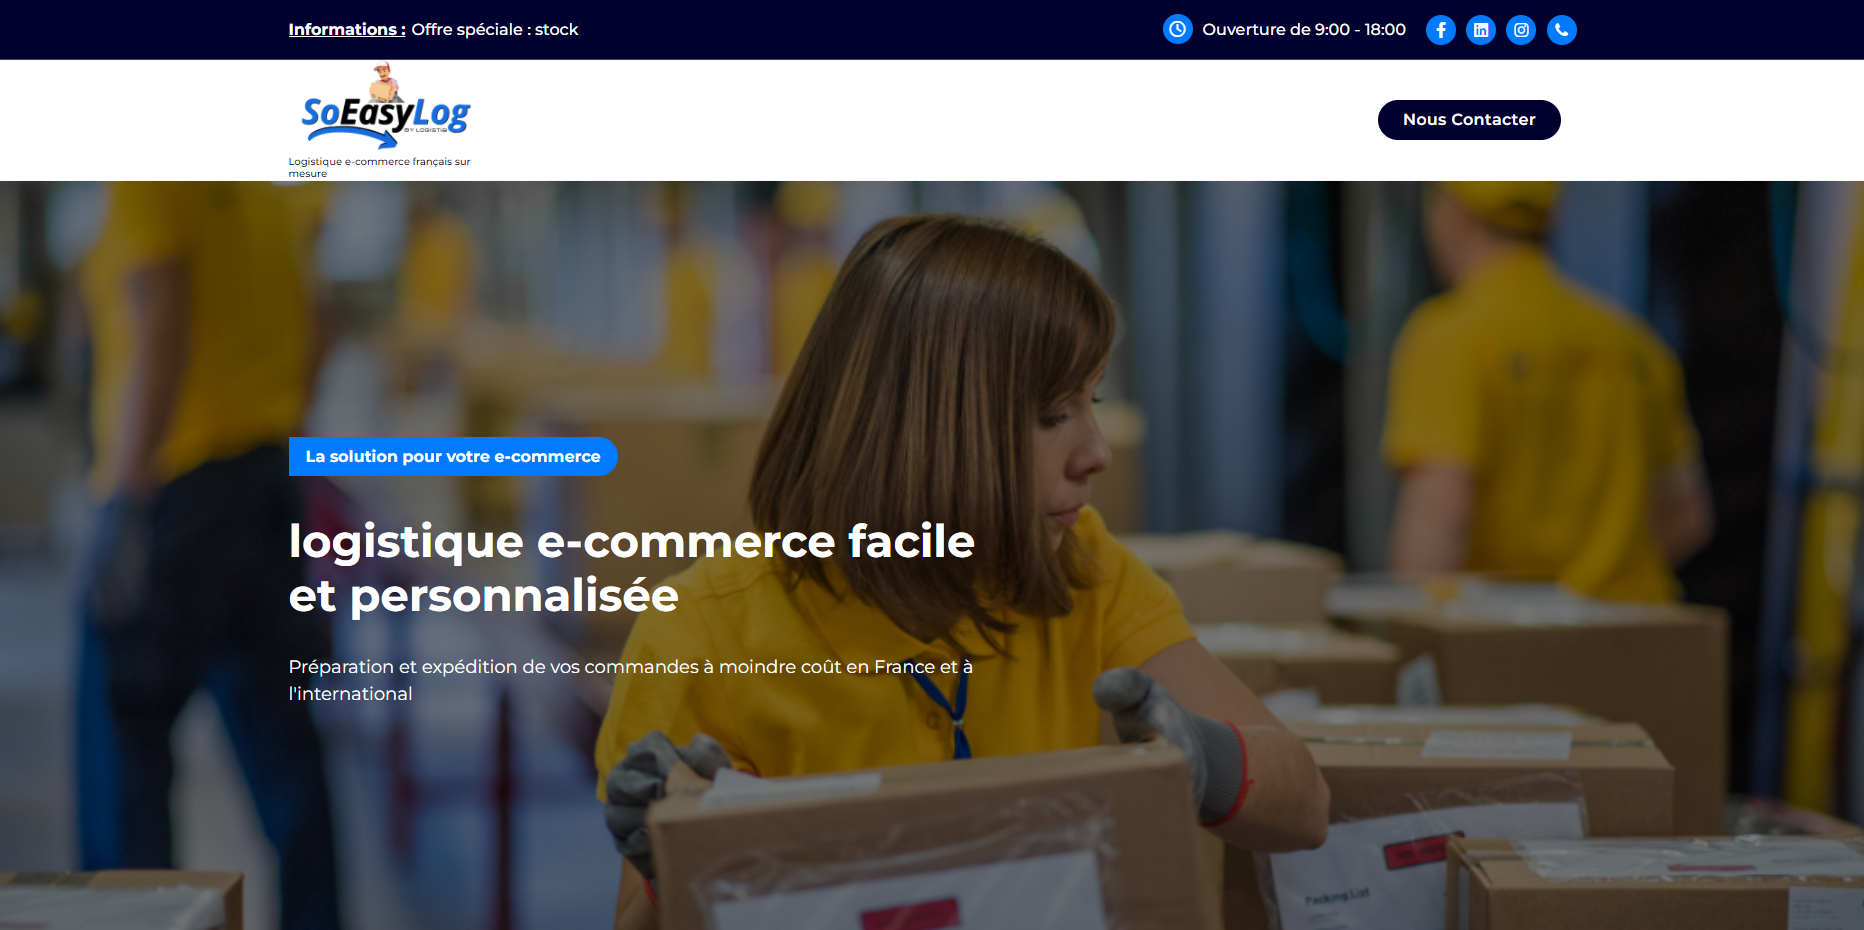 Informations : Offre spéciale : stock
Ouverture de 9:00 - 18:00
SoEasyLog
BY LOGISTIB
Logistique e-commerce français sur
mesure
Nous Contacter
La solution pour votre e-commerce
logistique e-commerce facile
et personnalisée
Préparation et expédition de vos commandes à moindre coût en France et à
l'international
Packing List